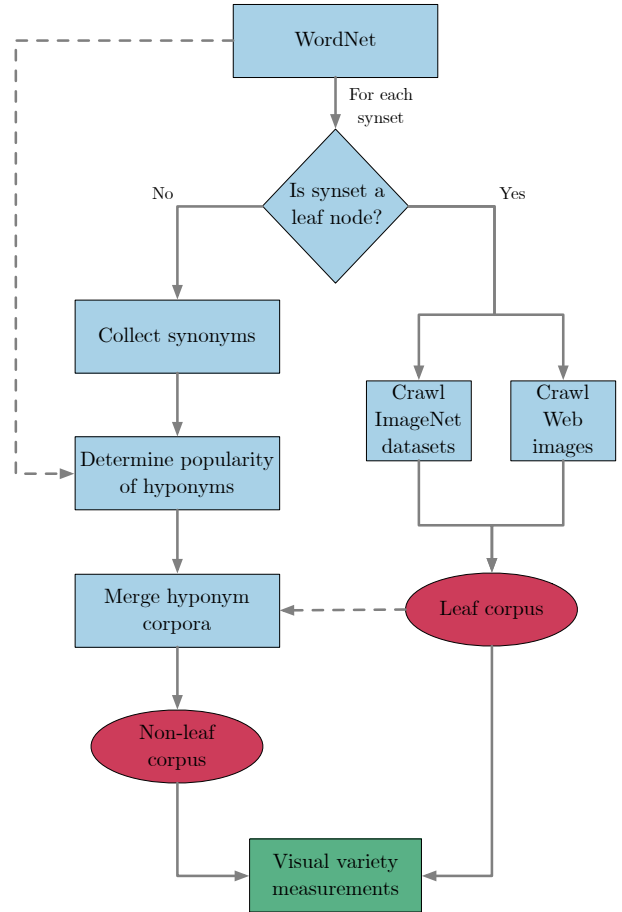 WordNet
For each
synset
Is synset a
leaf node?
No
Yes
Collect synonyms
Crawl
ImageNet
datasets
Crawl
Web
images
Determine popularity
of hyponyms
Merge hyponym
corpora
Leaf corpus
Non-leaf
corpus
Visual variety
measurements